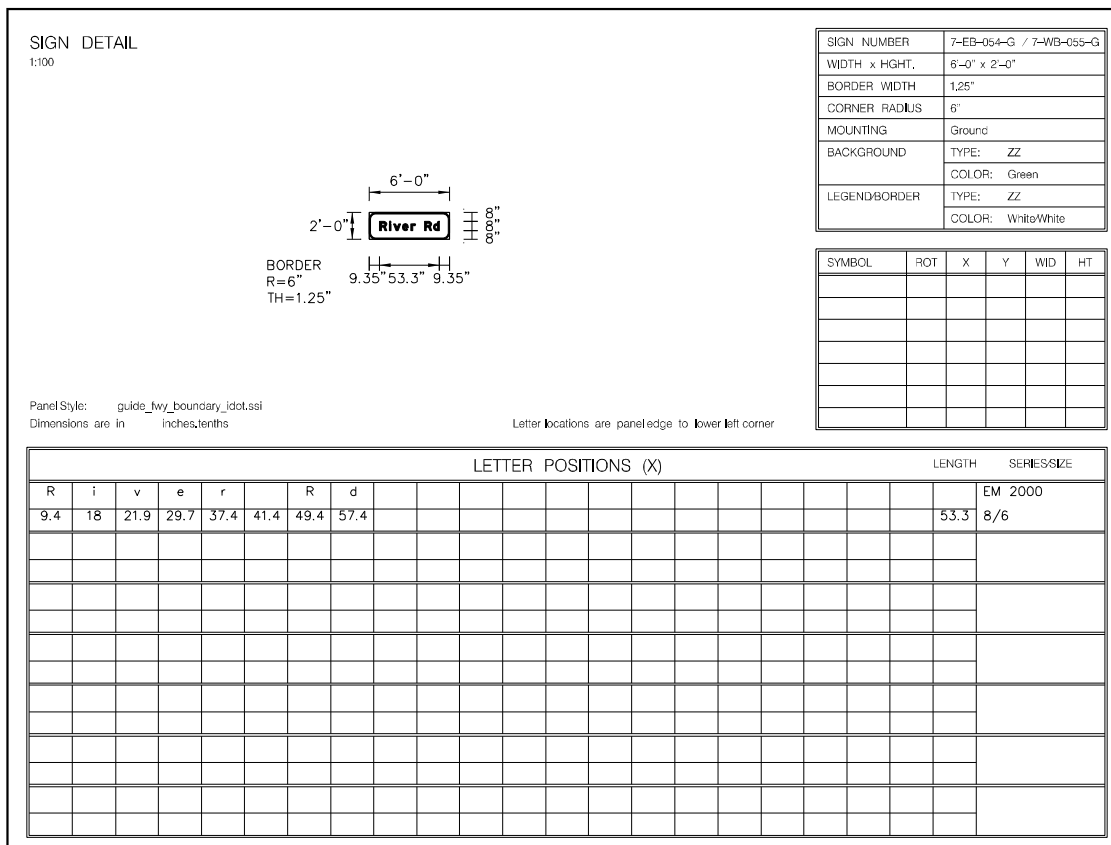 SIGN DETAIL
1:100
SIGN NUMBER 7-EB-054-G / 7-WB-055-G
WIDTH x HGHT. 6'-0" x 2'-0"
BORDER WIDTH 1.25"
CORNER RADIUS 6"
MOUNTING Ground
BACKGROUND TYPE: ZZ
COLOR: Green
LEGEND/BORDER TYPE: ZZ
COLOR: White/White
6'-0"
2'-0"
River Rd
8"
8"
8"
BORDER
R=6"
TH=1.25"
9.35" 53.3" 9.35"
SYMBOL ROT X Y WID HT
Panel Style: guide_fwy_boundary_idot.ssi
Dimensions are in inches.tenths
Letter locations are panel edge to lower left corner
LETTER POSITIONS (X) LENGTH SERIES/SIZE
R i v e r R d EM 2000
9.4 18 21.9 29.7 37.4 41.4 49.4 57.4 53.3 8/6